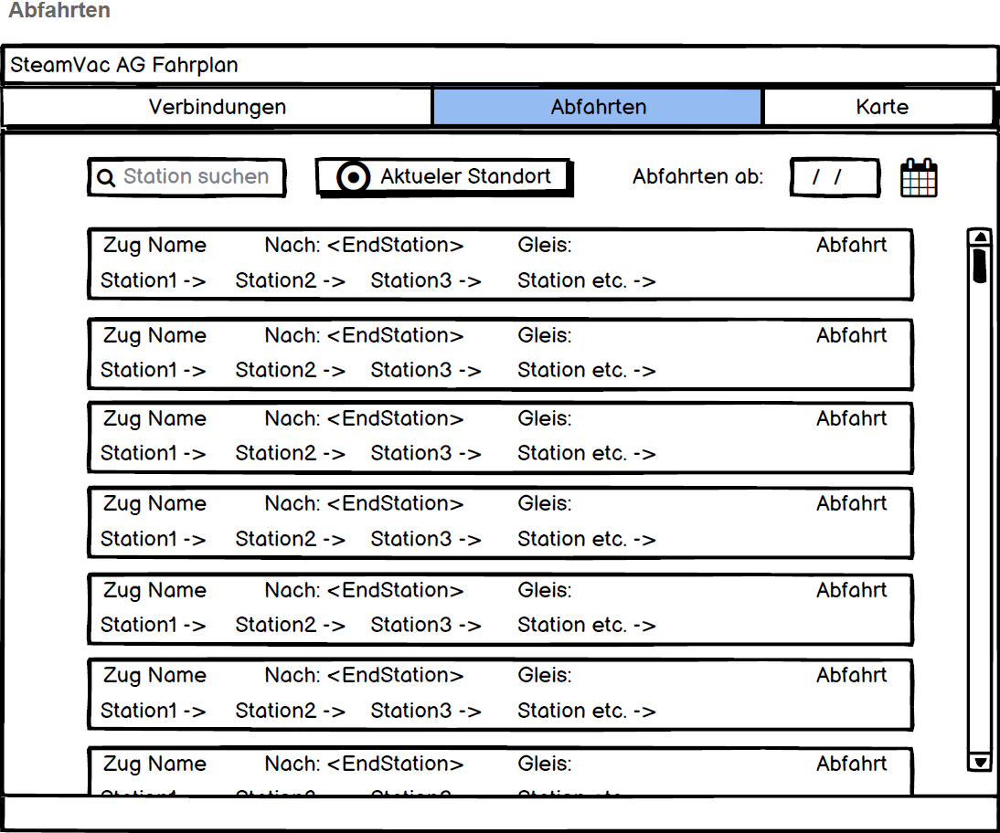 Abfahrten
SteamVac AG Fahrplan
Verbindungen Abfahrten Karte
Station suchen Aktueler Standort Abfahrten ab: / /
Zug Name Nach: <EndStation> Gleis: Abfahrt
Station1 -> Station2 -> Station3 -> Station etc. ->
Zug Name Nach: <EndStation> Gleis: Abfahrt
Station1 -> Station2 -> Station3 -> Station etc. ->
Zug Name Nach: <EndStation> Gleis: Abfahrt
Station1 -> Station2 -> Station3 -> Station etc. ->
Zug Name Nach: <EndStation> Gleis: Abfahrt
Station1 -> Station2 -> Station3 -> Station etc. ->
Zug Name Nach: <EndStation> Gleis: Abfahrt
Station1 -> Station2 -> Station3 -> Station etc. ->
Zug Name Nach: <EndStation> Gleis: Abfahrt
Station1 -> Station2 -> Station3 -> Station etc. ->
Zug Name Nach: <EndStation> Gleis: Abfahrt